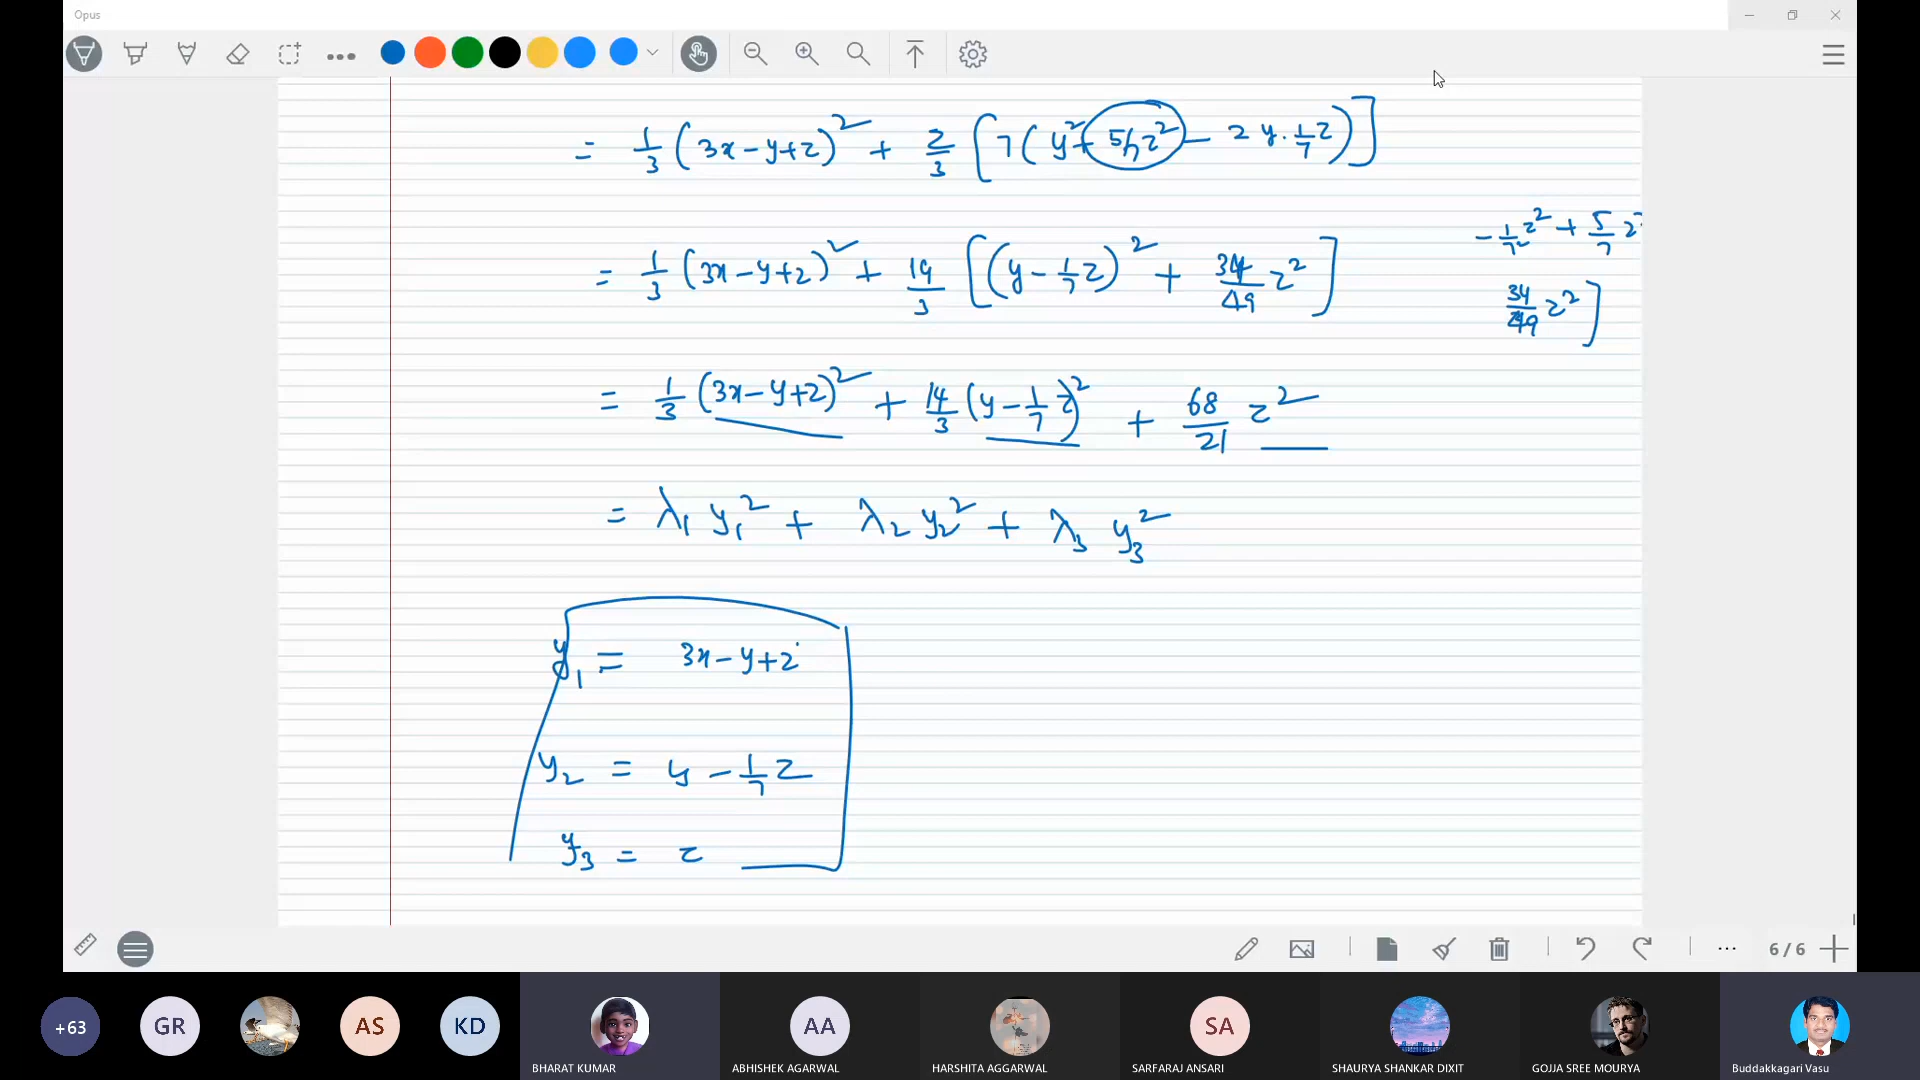 Opus
= 1/3 (3x-y+z)² + 2/3 [7(y²+ 5/7z² - 2 y. 1/7 z)]
-1/7² z² + 5/7 z²
= 1/3 (3x-y+z)² + 14/3 [(y - 1/7 z)² + 34/49 z²]
34/49 z² ]
= 1/3 (3x-y+z)² + 14/3 (y - 1/7 z)² + 68/21 z²
= λ₁ y₁² + λ₂ y₂² + λ₃ y₃²
y₁ = 3x-y+z
y₂ = y - 1/7 z
y₃ = z
6 / 6
+63
GR
AS
KD
AA
SA
BHARAT KUMAR
ABHISHEK AGARWAL
HARSHITA AGGARWAL
SARFARAJ ANSARI
SHAURYA SHANKAR DIXIT
GOJJA SREE MOURYA
Buddakkagari Vasu